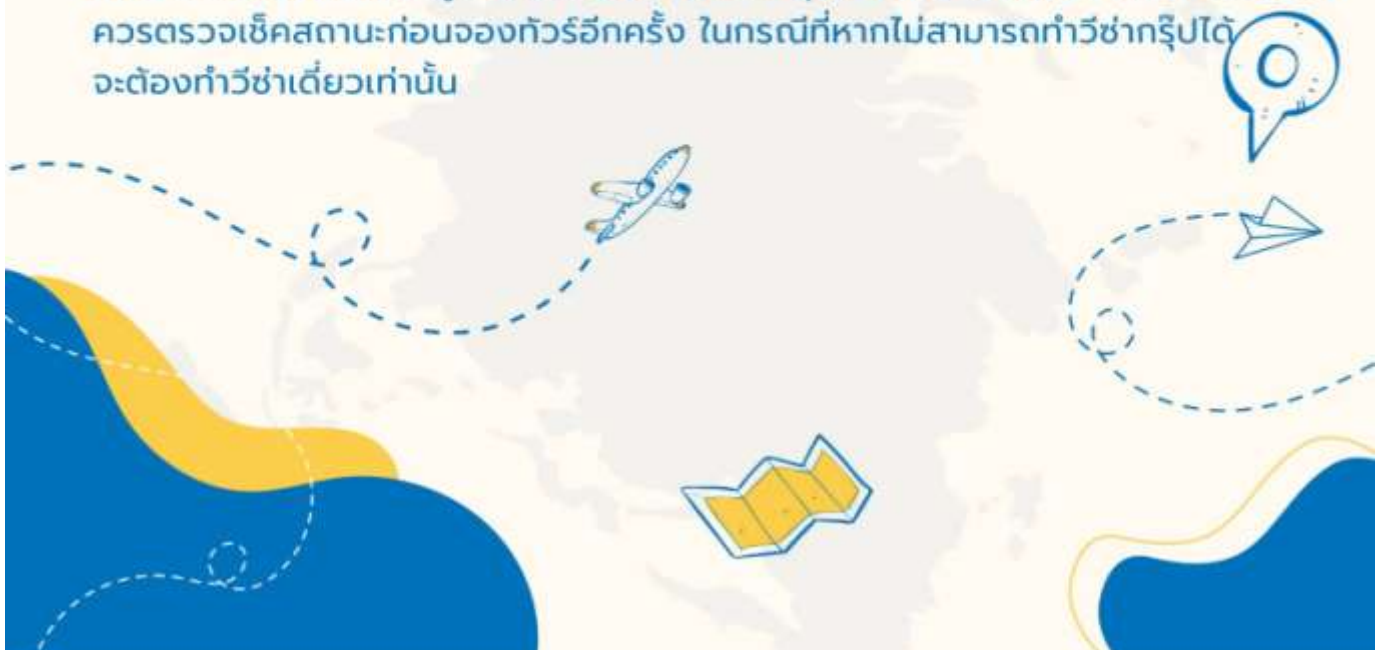 ควรตรวจเช็คสถานะก่อนจองทัวร์อีกครั้ง ในกรณีที่หากไม่สามารถทำวีซ่ากรุ๊ปได้
จะต้องทำวีซ่าเดี่ยวเท่านั้น